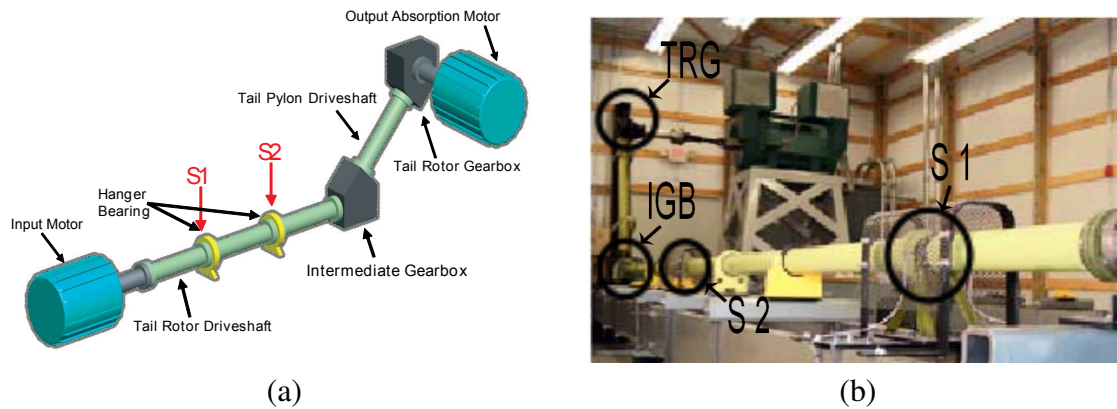 Output Absorption Motor
Tail Pylon Driveshaft
Tail Rotor Gearbox
S2
S1
Hanger
Bearing
Input Motor
Intermediate Gearbox
Tail Rotor Driveshaft
(a)
TRG
S 1
IGB
S 2
(b)